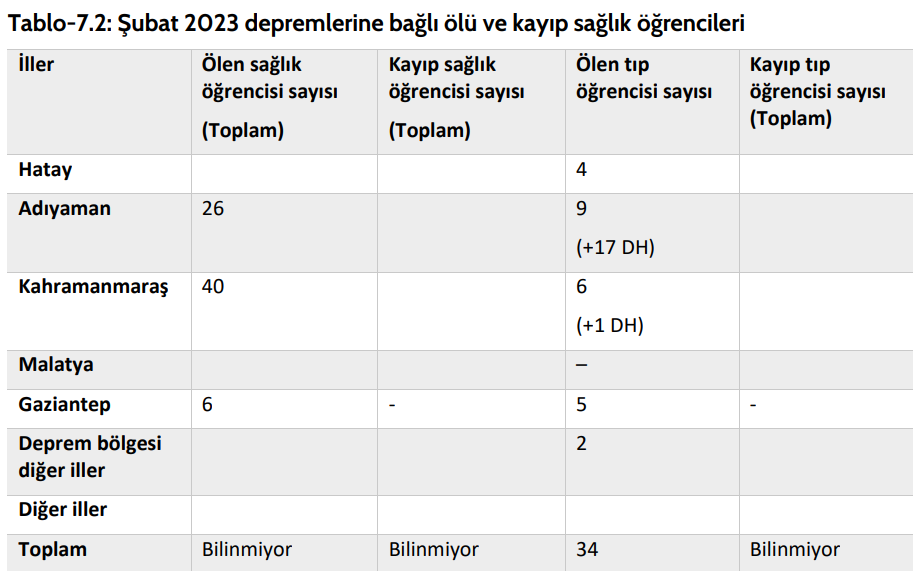 Tablo-7.2: Şubat 2023 depremlerine bağlı ölü ve kayıp sağlık öğrencileri
İller
Ölen sağlık
öğrencisi sayısı
(Toplam)
Kayıp sağlık
öğrencisi sayısı
(Toplam)
Ölen tıp
öğrencisi sayısı
Kayıp tıp
öğrencisi sayısı
(Toplam)
Hatay
4
Adıyaman
26
9
(+17 DH)
Kahramanmaraş
40
6
(+1 DH)
Malatya
–
Gaziantep
6
-
5
-
Deprem bölgesi
diğer iller
2
Diğer iller
Toplam
Bilinmiyor
Bilinmiyor
34
Bilinmiyor